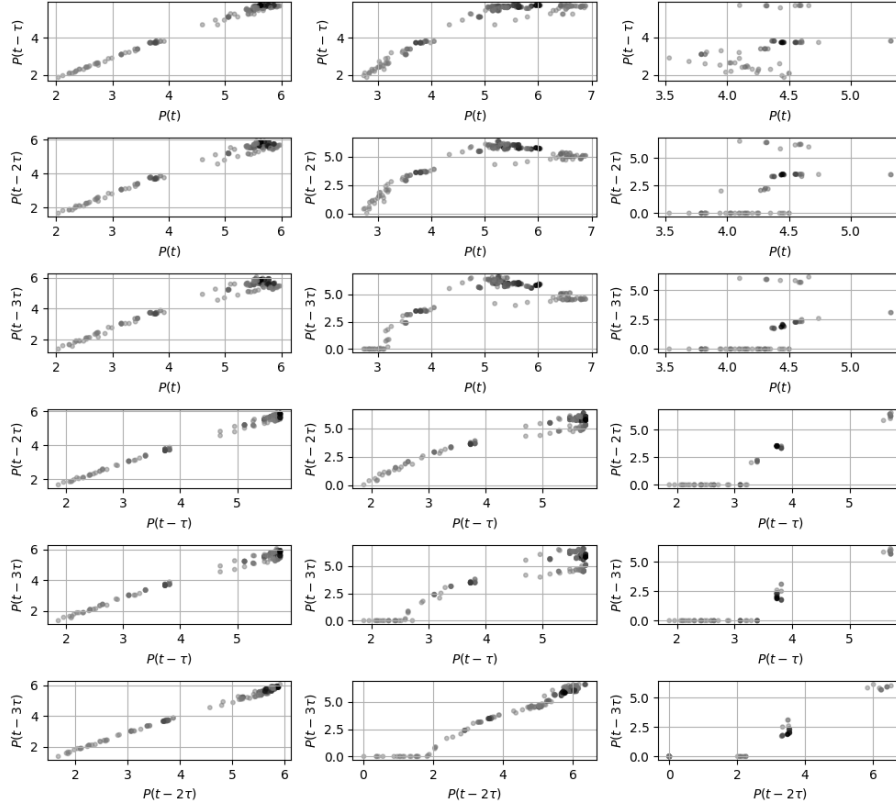 P(t − τ) 4 2 2 3 4 5 6 P(t)
P(t − τ) 4 2 3 4 5 6 7 P(t)
P(t − τ) 4 2 3.5 4.0 4.5 5.0 P(t)
P(t − 2τ) 6 4 2 2 3 4 5 6 P(t)
P(t − 2τ) 5.0 2.5 0.0 3 4 5 6 7 P(t)
P(t − 2τ) 5.0 2.5 0.0 3.5 4.0 4.5 5.0 P(t)
P(t − 3τ) 6 4 2 2 3 4 5 6 P(t)
P(t − 3τ) 5.0 2.5 0.0 3 4 5 6 7 P(t)
P(t − 3τ) 5.0 2.5 0.0 3.5 4.0 4.5 5.0 P(t)
P(t − 2τ) 6 4 2 2 3 4 5 P(t − τ)
P(t − 2τ) 5.0 2.5 0.0 2 3 4 5 P(t − τ)
P(t − 2τ) 5.0 2.5 0.0 2 3 4 5 P(t − τ)
P(t − 3τ) 6 4 2 2 3 4 5 P(t − τ)
P(t − 3τ) 5.0 2.5 0.0 2 3 4 5 P(t − τ)
P(t − 3τ) 5.0 2.5 0.0 2 3 4 5 P(t − τ)
P(t − 3τ) 6 4 2 2 3 4 5 6 P(t − 2τ)
P(t − 3τ) 5.0 2.5 0.0 0 2 4 6 P(t − 2τ)
P(t − 3τ) 5.0 2.5 0.0 0 2 4 6 P(t − 2τ)